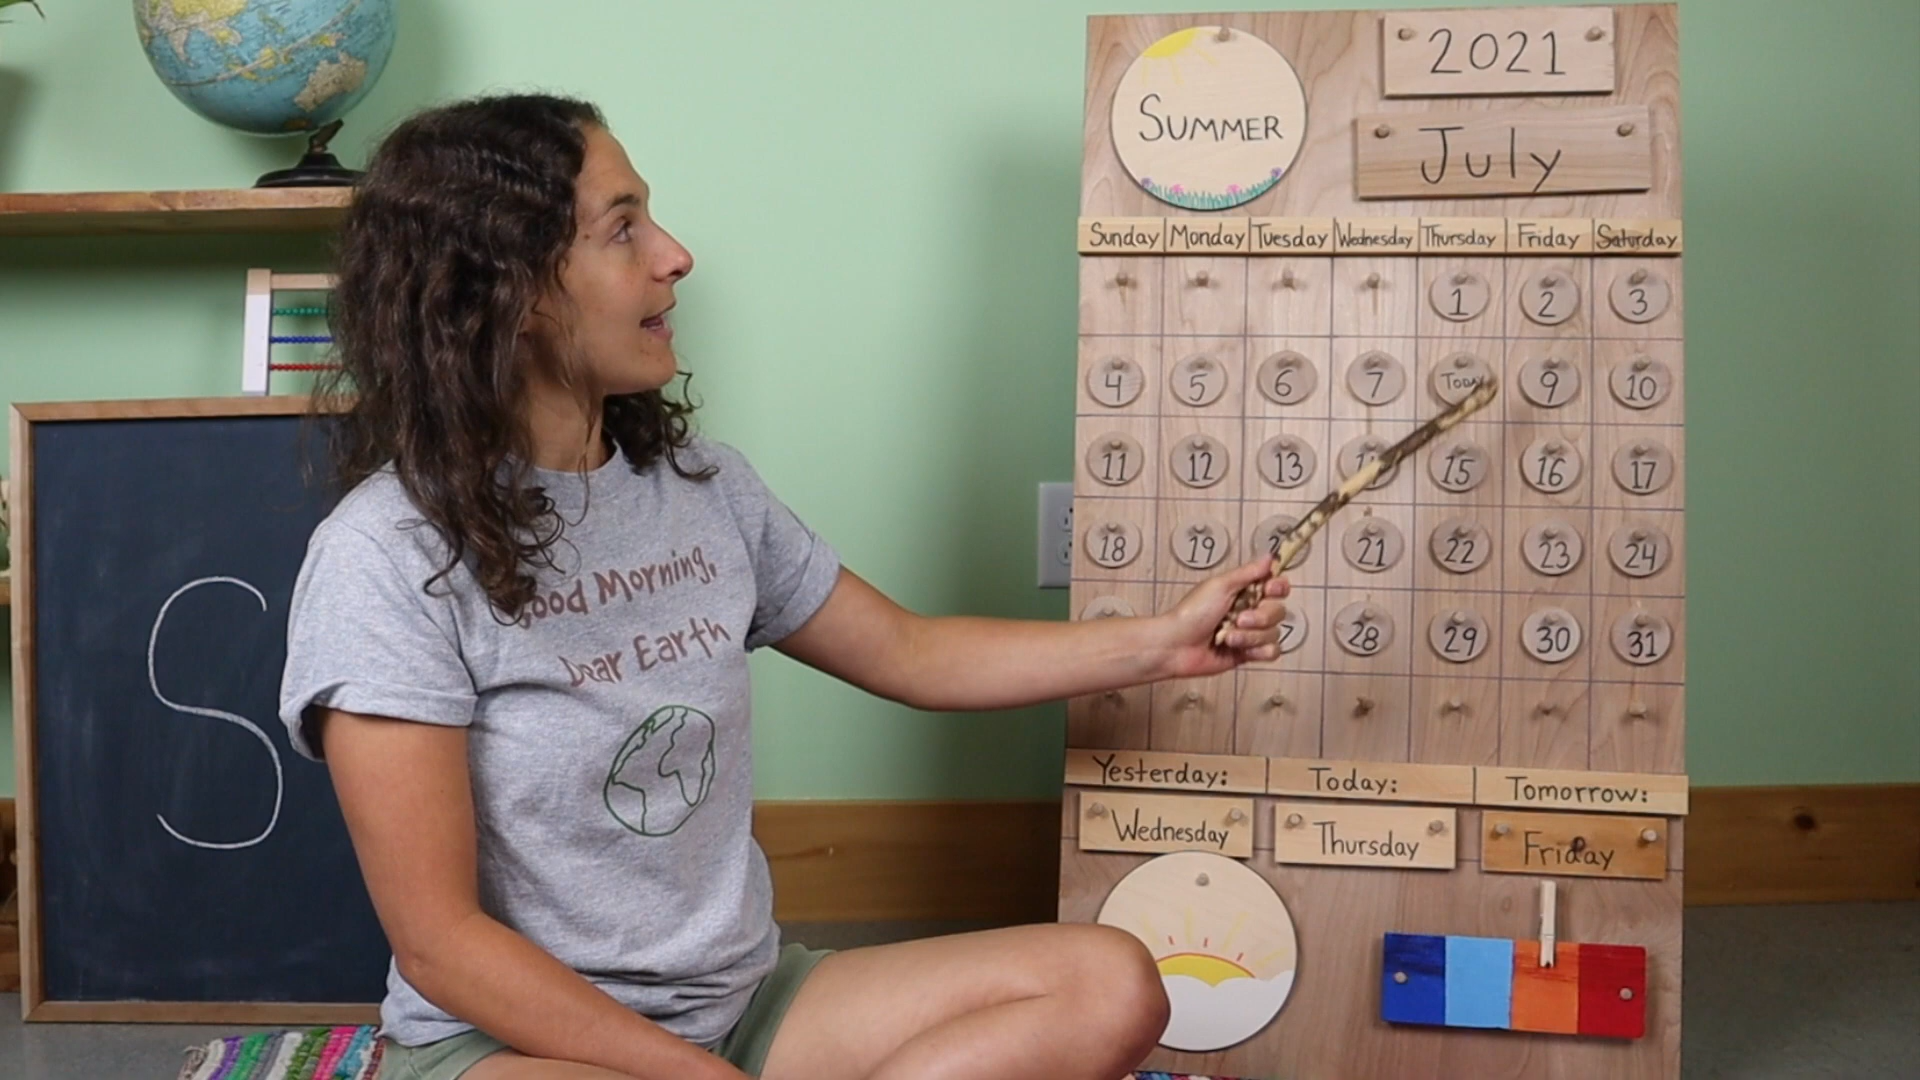 SUMMER
2021
July
Sunday Monday Tuesday Wednesday Thursday Friday Saturday
1 2 3
4 5 6 7 TODAY 9 10
11 12 13 15 16 17
18 19 21 22 23 24
28 29 30 31
Yesterday: Today: Tomorrow:
Wednesday Thursday Friday
S
Good Morning,
Dear Earth